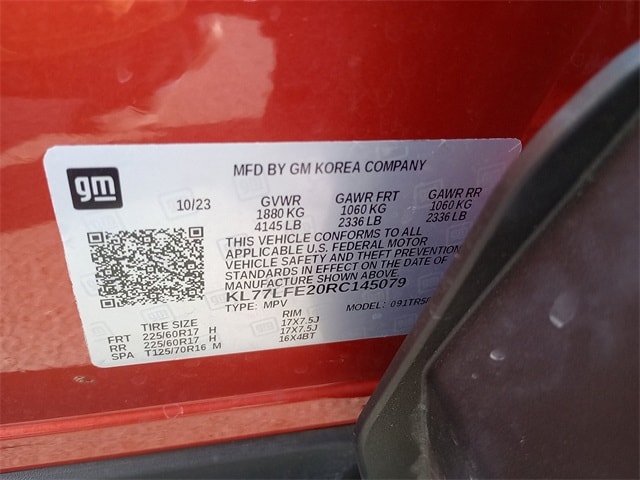 MFD BY GM KOREA COMPANY
gm
10/23 GVWR GAWR FRT GAWR RR
1880 KG 1060 KG 1060 KG
4145 LB 2336 LB 2336 LB
THIS VEHICLE CONFORMS TO ALL
APPLICABLE U.S. FEDERAL MOTOR
VEHICLE SAFETY AND THEFT PREVENTION
STANDARDS IN EFFECT ON THE DATE OF
MANUFACTURE SHOWN ABOVE.
KL77LFE20RC145079
TYPE: MPV MODEL:
TIRE SIZE RIM
FRT 225/60R17 H 17X7.5J
RR 225/60R17 H 17X7.5J
SPA T125/70R16 M 16X4BT